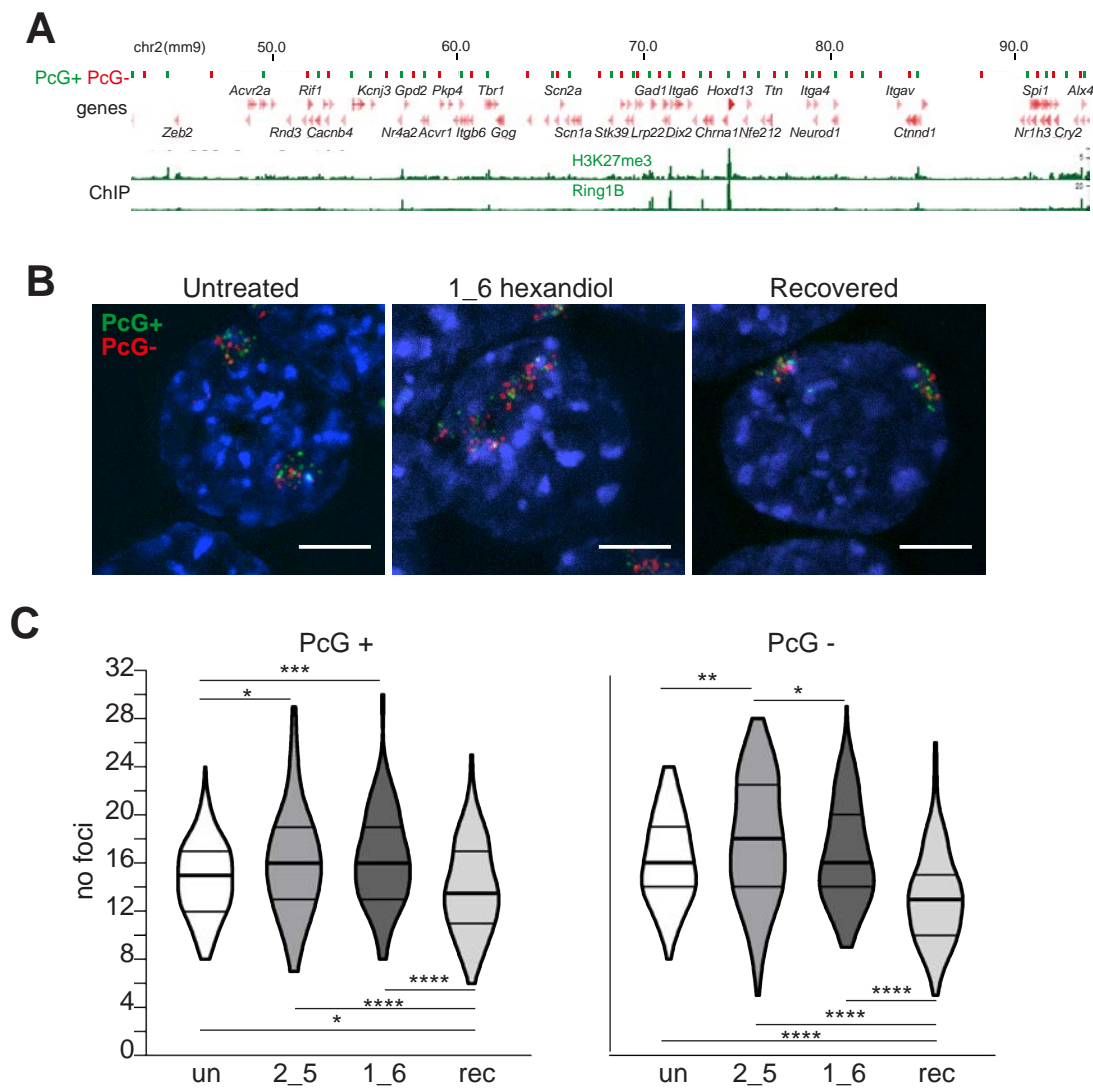 A
chr2(mm9) 50.0 60.0 70.0 80.0 90.0
PcG+ PcG-
Acvr2a Rif1 Kcnj3 Gpd2 Pkp4 Tbr1 Scn2a Gad1 Itga6 Hoxd13 Ttn Itga4 Itgav Spi1 Alx4
genes
Zeb2 Rnd3 Cacnb4 Nr4a2 Acvr1 Itgb6 Gog Scn1a Stk39 Lrp22 Dix2 Chrna1 Nfe212 Neurod1 Ctnnd1 Nr1h3 Cry2
H3K27me3
ChIP
Ring1B
20
B
Untreated 1_6 hexandiol Recovered
PcG+
PcG-
C
PcG + PcG -
32
*** **
* *
28
24
20
16
no foci
12
8
**** ****
4
**** ****
* ****
0
un 2_5 1_6 rec un 2_5 1_6 rec